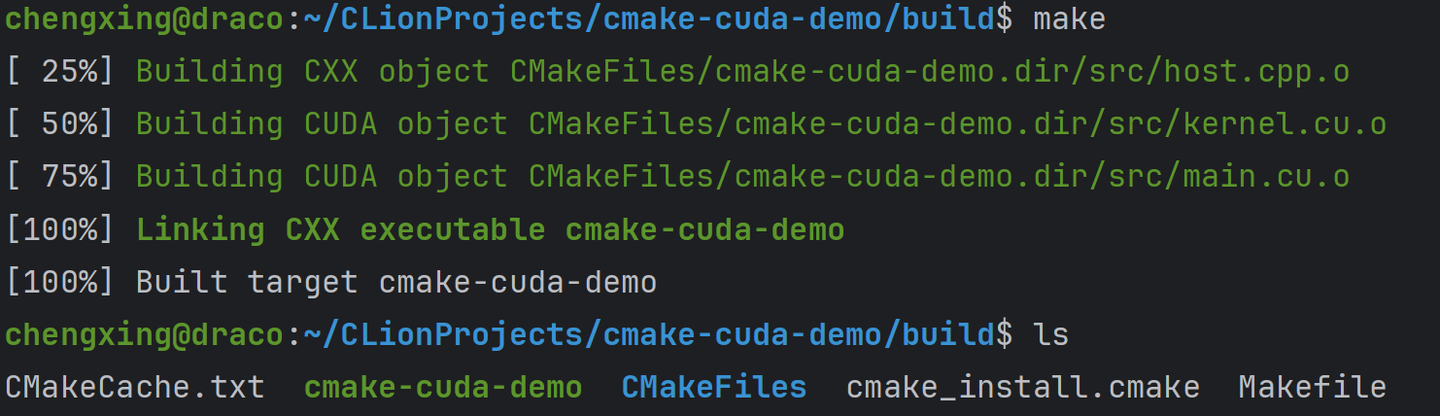 chengxing@draco:~/CLionProjects/cmake-cuda-demo/build$ make
[ 25%] Building CXX object CMakeFiles/cmake-cuda-demo.dir/src/host.cpp.o
[ 50%] Building CUDA object CMakeFiles/cmake-cuda-demo.dir/src/kernel.cu.o
[ 75%] Building CUDA object CMakeFiles/cmake-cuda-demo.dir/src/main.cu.o
[100%] Linking CXX executable cmake-cuda-demo
[100%] Built target cmake-cuda-demo
chengxing@draco:~/CLionProjects/cmake-cuda-demo/build$ ls
CMakeCache.txt  cmake-cuda-demo  CMakeFiles  cmake_install.cmake  Makefile